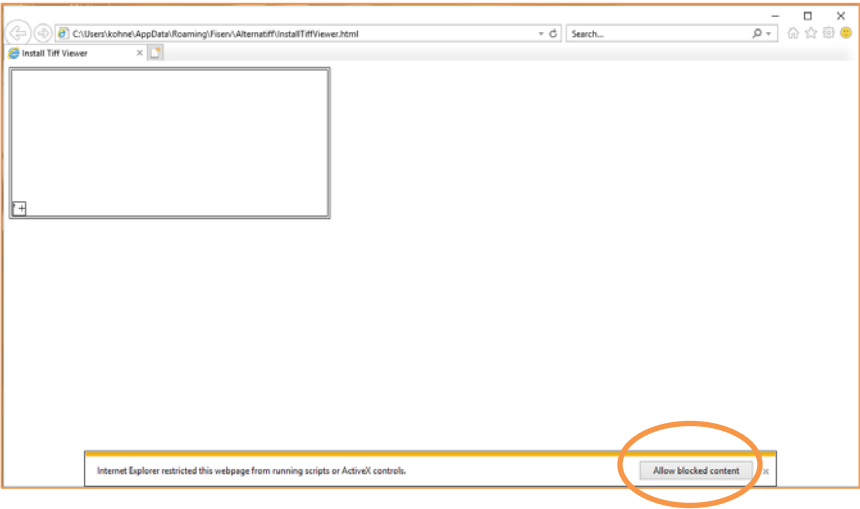 C:\Users\kohne\AppData\Roaming\Fiserv\Alternatiff\InstallTiffViewer.html
Search...
Install Tiff Viewer
Internet Explorer restricted this webpage from running scripts or ActiveX controls.
Allow blocked content